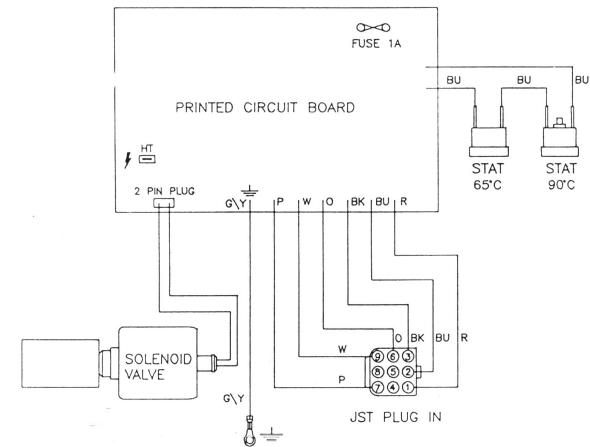 FUSE 1A
BU BU BU
PRINTED CIRCUIT BOARD
HT
STAT 65°C
STAT 90°C
2 PIN PLUG
G\Y P W O BK BU R
SOLENOID
VALVE
O BK BU R
W
P
9 6 3
8 5 2
7 4 1
G\Y
JST PLUG IN